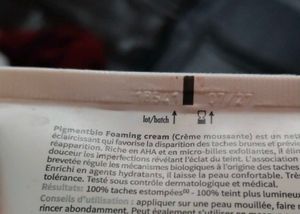 lot/batch
Pigmentbio Foaming cream (Crème moussante) est un net
éclaircissant qui favorise la disparition des taches brunes et prévie
réapparition. Riche en AHA et en micro-billes exfoliantes, il élim
douceur les imperfections révélant l'éclat du teint. L'association
brevetée régule les mécanismes biologiques à l'origine des taches.
Enrichi en agents hydratants, il laisse la peau confortable. Très
tolérance. Testé sous contrôle dermatologique et médical.
Résultats: 100% taches estompées⁽¹⁾ - 100% teint plus lumineu
Conseils d'utilisation : appliquer sur une peau mouillée, faire
rincer abondamment. Peut également s'utiliser en